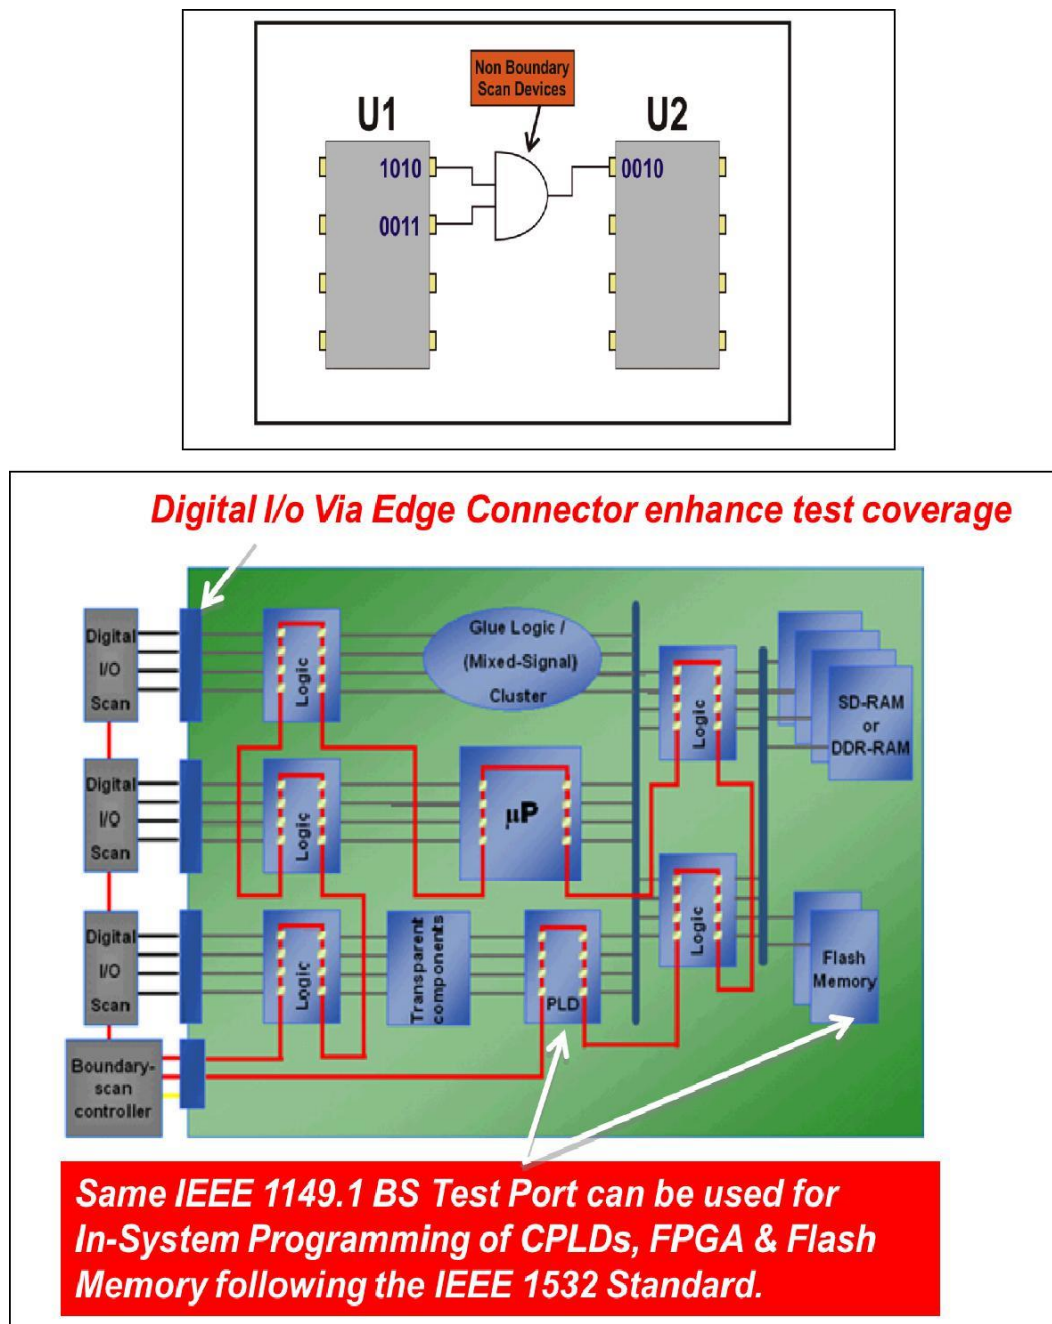 Non Boundary
Scan Devices
U1
U2
1010
0010
0011
Digital I/o Via Edge Connector enhance test coverage
Digital
I/O
Scan
Logic
Glue Logic /
(Mixed-Signal)
Cluster
Logic
SD-RAM
or
DDR-RAM
Digital
I/O
Scan
Logic
µP
Digital
I/O
Scan
Logic
Transparent
components
PLD
Logic
Flash
Memory
Boundary-
scan
controller
Same IEEE 1149.1 BS Test Port can be used for
In-System Programming of CPLDs, FPGA & Flash
Memory following the IEEE 1532 Standard.